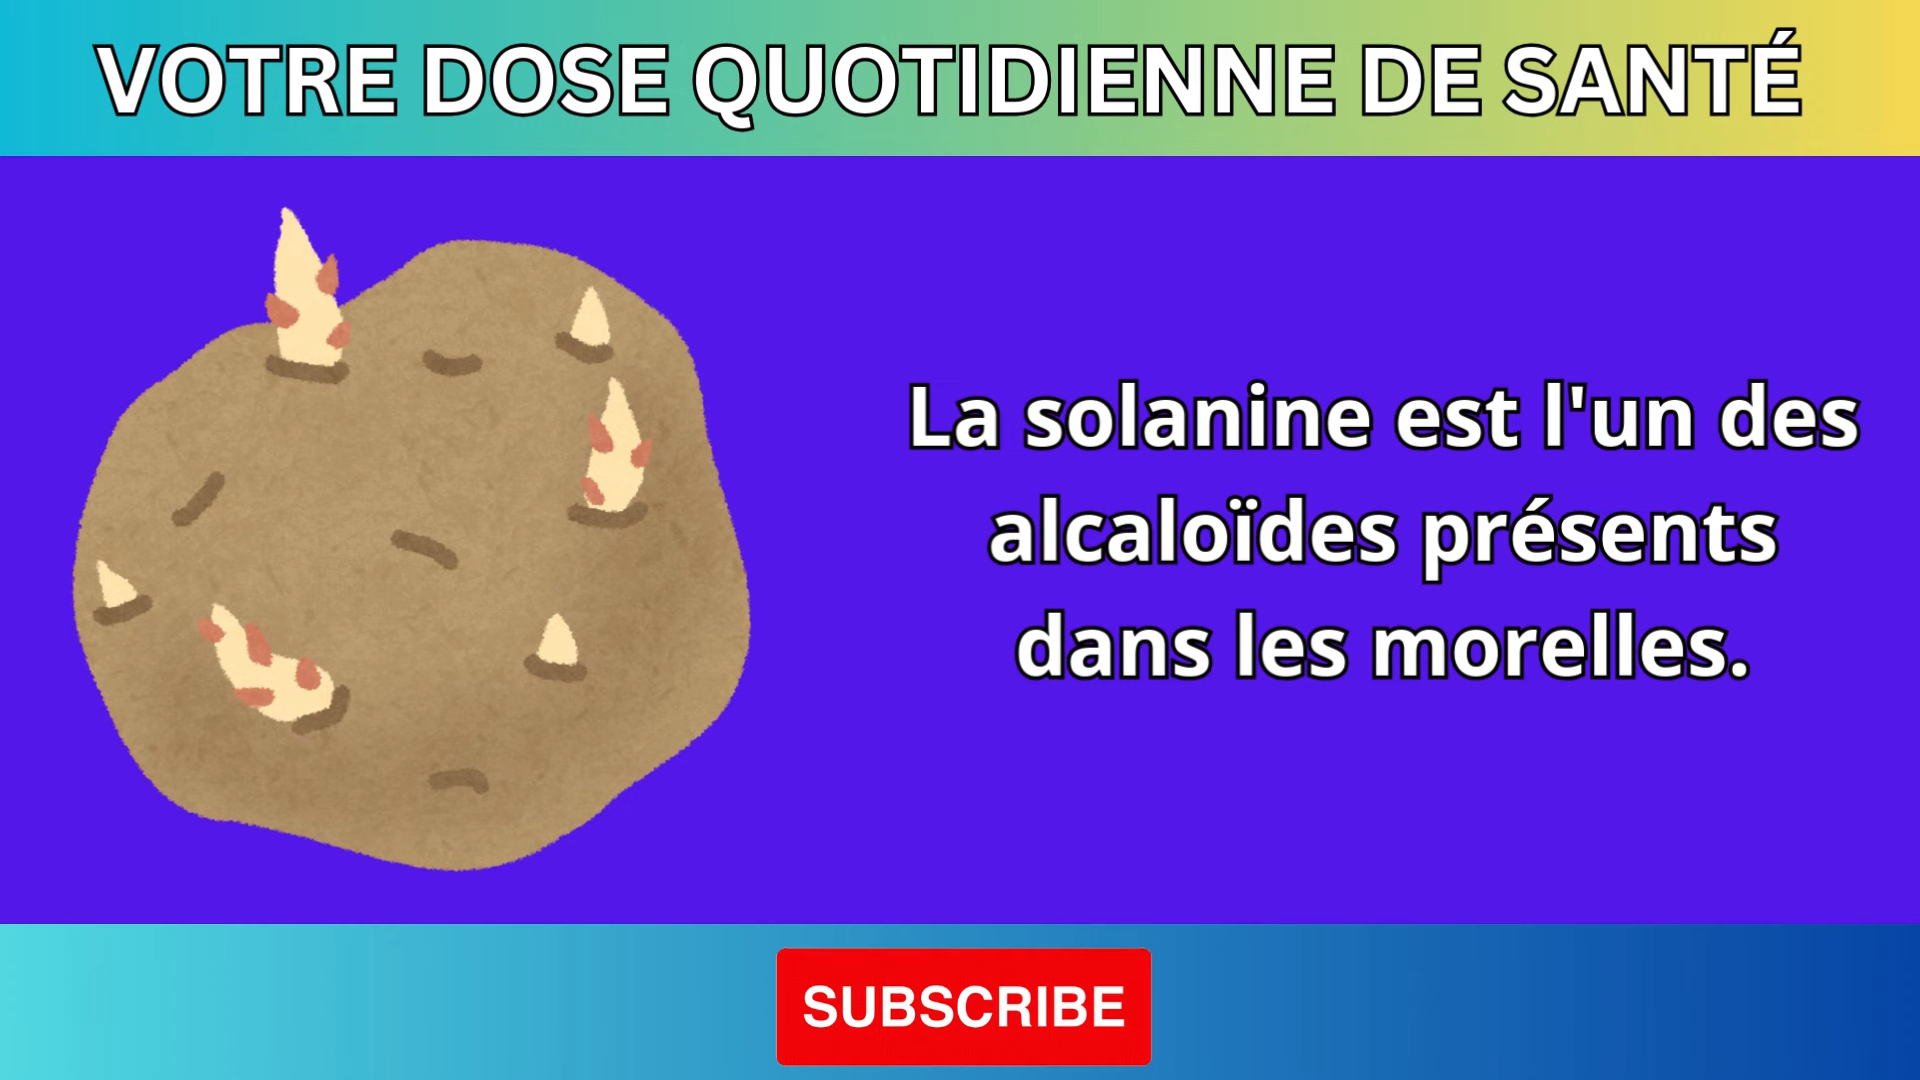 VOTRE DOSE QUOTIDIENNE DE SANTÉ
La solanine est l'un des
alcaloïdes présents
dans les morelles.
SUBSCRIBE